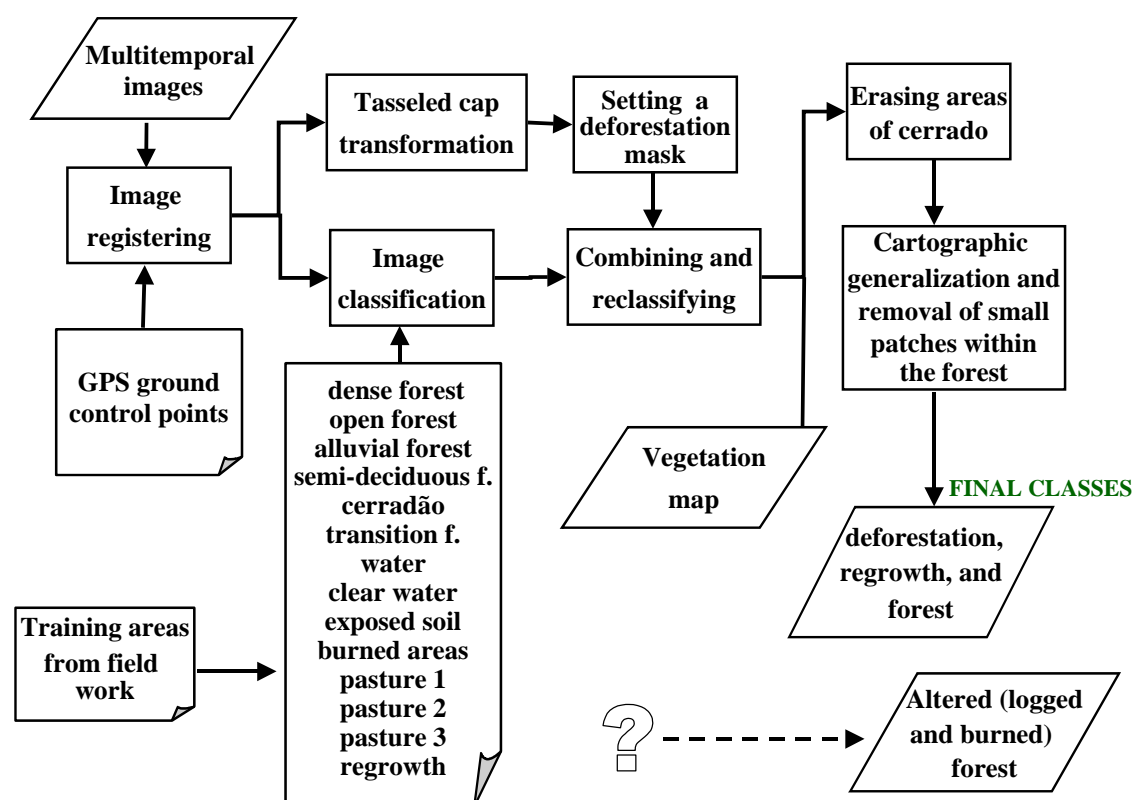 Multitemporal
images
Tasseled cap
transformation
Setting a
deforestation
mask
Erasing areas
of cerrado
Image
registering
Image
classification
Combining and
reclassifying
Cartographic
generalization and
removal of small
patches within
the forest
GPS ground
control points
dense forest
open forest
alluvial forest
semi-deciduous f.
cerradão
transition f.
water
clear water
exposed soil
burned areas
pasture 1
pasture 2
pasture 3
regrowth
Vegetation
map
FINAL CLASSES
deforestation,
regrowth, and
forest
Training areas
from field
work
?
Altered (logged
and burned)
forest